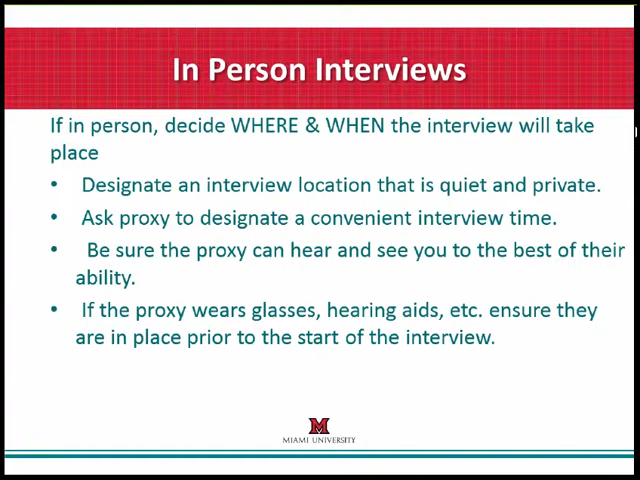 In Person Interviews
If in person, decide WHERE & WHEN the interview will take
place
• Designate an interview location that is quiet and private.
• Ask proxy to designate a convenient interview time.
• Be sure the proxy can hear and see you to the best of their
ability.
• If the proxy wears glasses, hearing aids, etc. ensure they
are in place prior to the start of the interview.
M
MIAMI UNIVERSITY